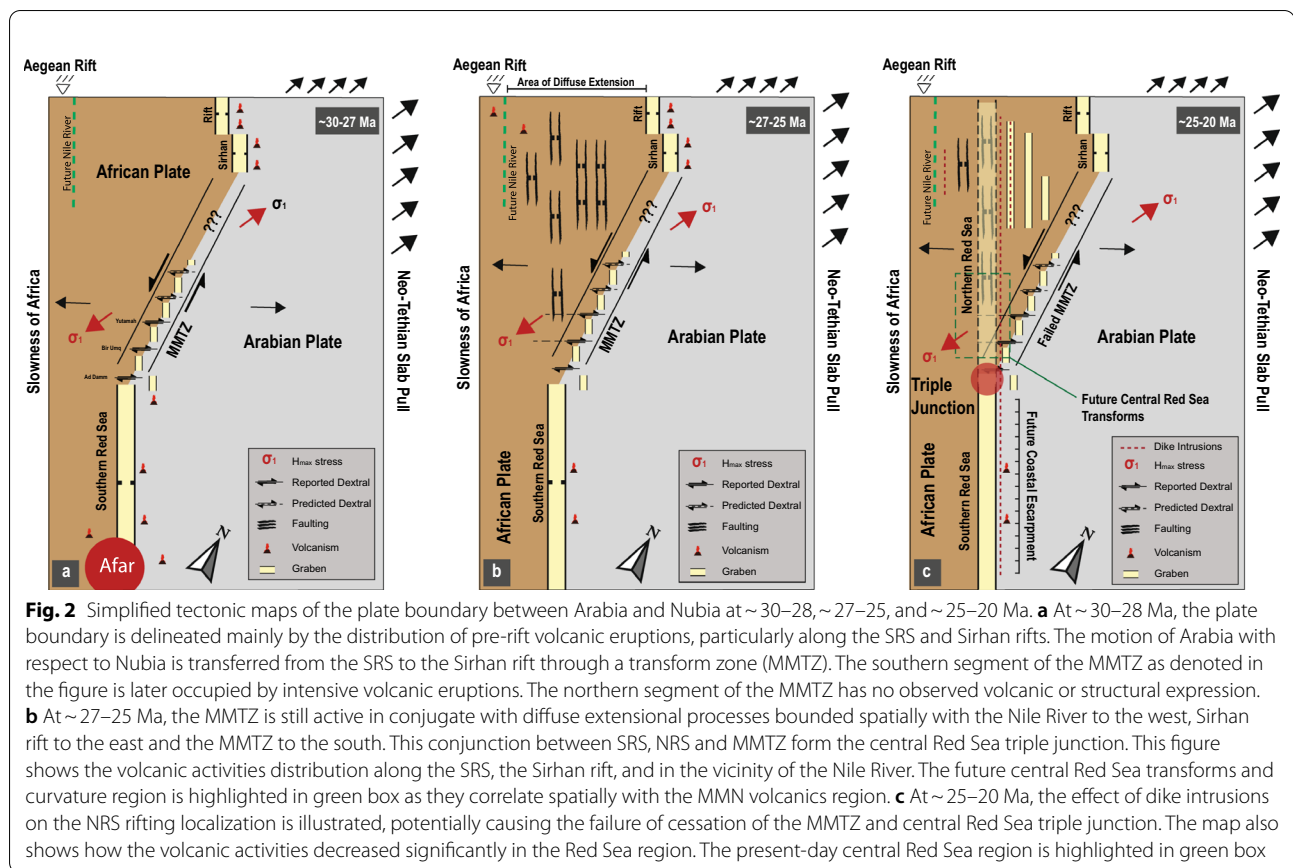 Aegean Rift
~30-27 Ma
Future Nile River
Rift
Sirhan
African Plate
σ1
???
Slowness of Africa
Neo-Tethian Slab Pull
σ1
Yutamah
Bir Umq
Ad Damm
MMTZ
Arabian Plate
Southern Red Sea
σ1 Hmax stress
Reported Dextral
Predicted Dextral
Faulting
Volcanism
Graben
N
Afar
a
Aegean Rift
Area of Diffuse Extension
~27-25 Ma
Future Nile River
Rift
Sirhan
σ1
???
Slowness of Africa
Neo-Tethian Slab Pull
σ1
MMTZ
Arabian Plate
African Plate
Southern Red Sea
σ1 Hmax stress
Reported Dextral
Predicted Dextral
Faulting
Volcanism
Graben
N
b
Aegean Rift
~25-20 Ma
Future Nile River
Rift
Sirhan
σ1
???
Northern Red Sea
Slowness of Africa
Neo-Tethian Slab Pull
σ1
Failed MMTZ
Arabian Plate
Triple
Junction
Future Central Red Sea
Transforms
African Plate
Southern Red Sea
Future Coastal Escarpment
Dike Intrusions
σ1 Hmax stress
Reported Dextral
Predicted Dextral
Faulting
Volcanism
Graben
N
c
Fig. 2 Simplified tectonic maps of the plate boundary between Arabia and Nubia at ~ 30–28, ~ 27–25, and ~ 25–20 Ma. a At ~ 30–28 Ma, the plate
boundary is delineated mainly by the distribution of pre-rift volcanic eruptions, particularly along the SRS and Sirhan rifts. The motion of Arabia with
respect to Nubia is transferred from the SRS to the Sirhan rift through a transform zone (MMTZ). The southern segment of the MMTZ as denoted in
the figure is later occupied by intensive volcanic eruptions. The northern segment of the MMTZ has no observed volcanic or structural expression.
b At ~ 27–25 Ma, the MMTZ is still active in conjugate with diffuse extensional processes bounded spatially with the Nile River to the west, Sirhan
rift to the east and the MMTZ to the south. This conjunction between SRS, NRS and MMTZ form the central Red Sea triple junction. This figure
shows the volcanic activities distribution along the SRS, the Sirhan rift, and in the vicinity of the Nile River. The future central Red Sea transforms and
curvature region is highlighted in green box as they correlate spatially with the MMN volcanics region. c At ~ 25–20 Ma, the effect of dike intrusions
on the NRS rifting localization is illustrated, potentially causing the failure of cessation of the MMTZ and central Red Sea triple junction. The map also
shows how the volcanic activities decreased significantly in the Red Sea region. The present-day central Red Sea region is highlighted in green box